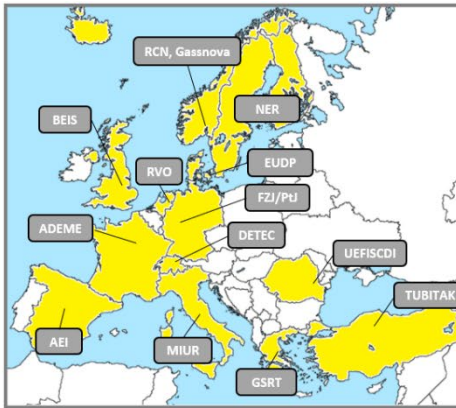 RCN, Gassnova
NER
BEIS
RVO
EUDP
FZJ/PtJ
ADEME
DETEC
UEFISCDI
TUBITAK
AEI
MIUR
GSRT